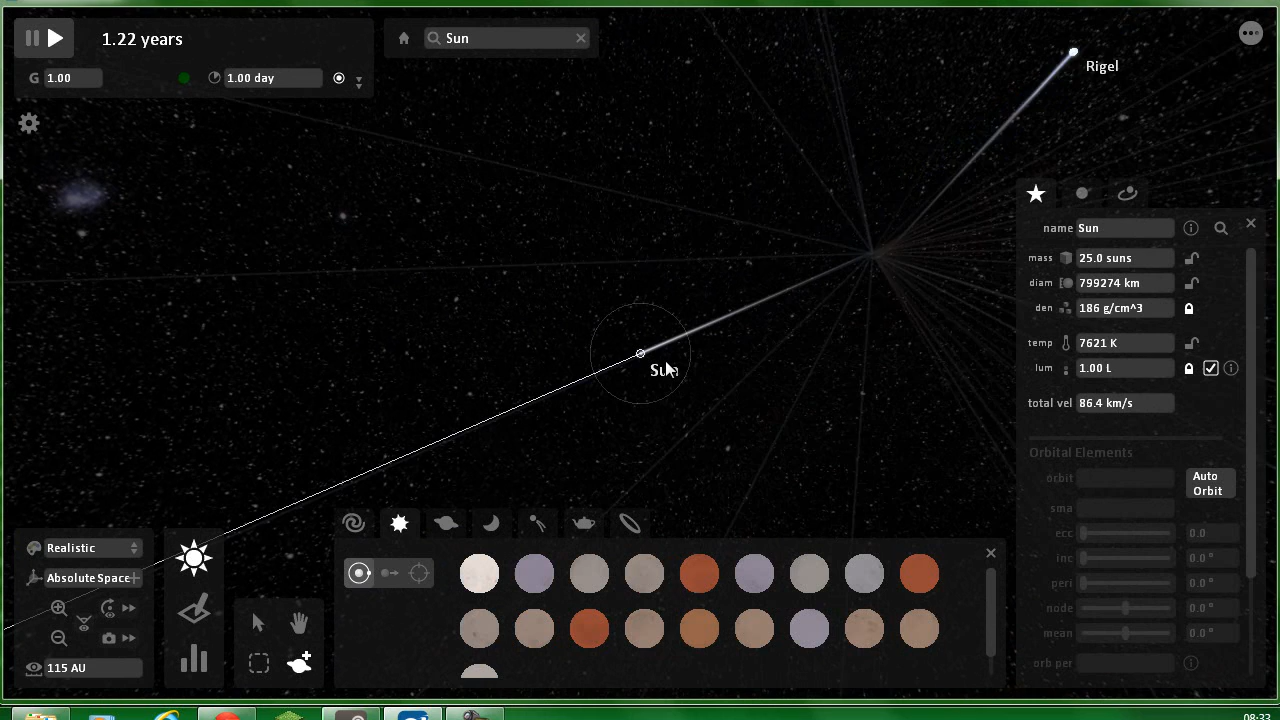 1.22 years
G 1.00
1.00 day
Sun
Rigel
Sun
name Sun
mass 25.0 suns
diam 799274 km
den 186 g/cm^3
temp 7621 K
lum 1.00 L
total vel 86.4 km/s
Orbital Elements
orbit
Auto
Orbit
sma
ecc 0.0
inc 0.0 °
peri 0.0 °
node 0.0 °
mean 0.0 °
orb per
Realistic
Absolute Space
115 AU
08:33